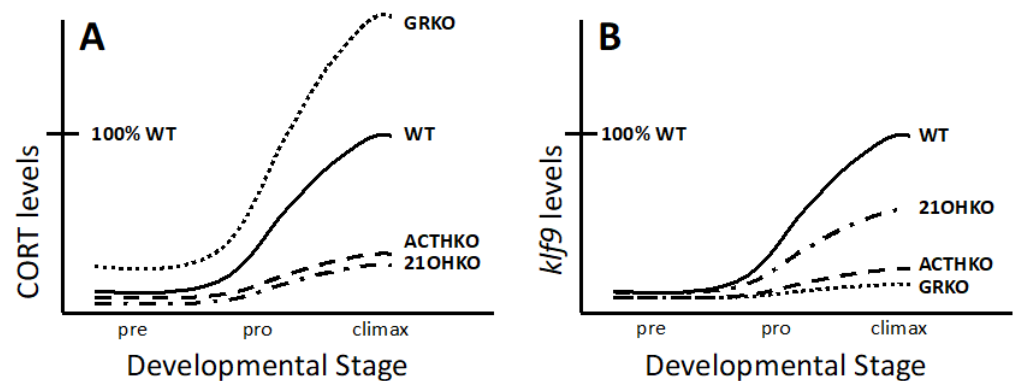 A
CORT levels
100% WT
GRKO
WT
ACTHKO
21OHKO
pre pro climax
Developmental Stage
B
klf9 levels
100% WT
WT
21OHKO
ACTHKO
GRKO
pre pro climax
Developmental Stage